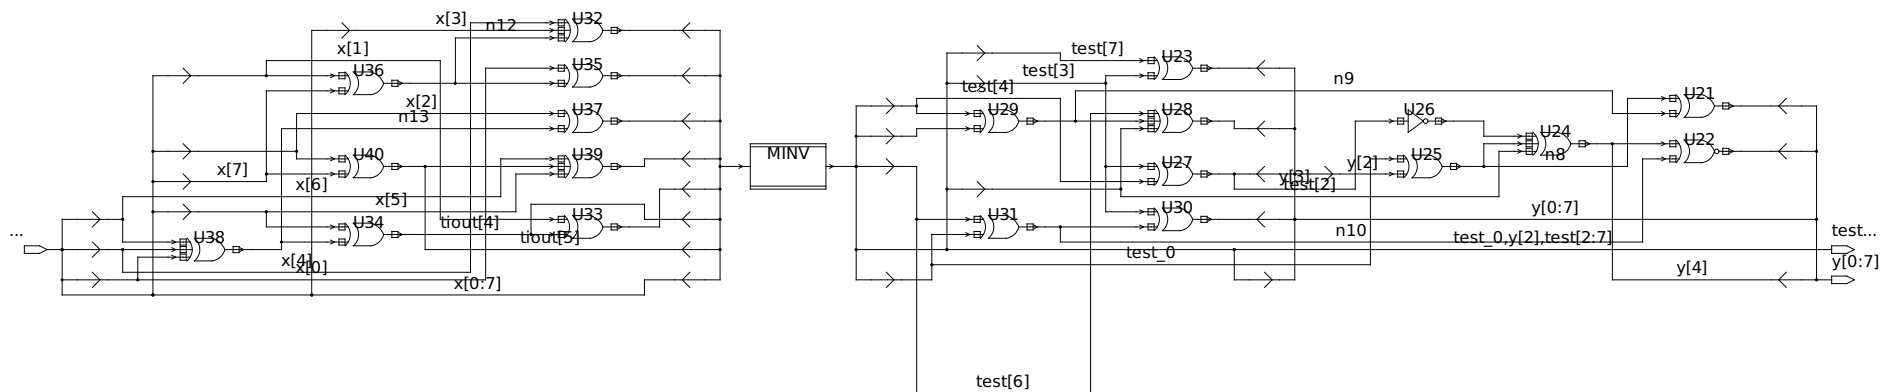 x[3]
U32
n12
x[1]
U36
U35
x[2]
U37
n13
U40
U39
x[7]
x[6]
x[5]
...
U38
U34
tiout[4]
U33
tiout[5]
x[4]
x[0]
x[0:7]
MINV
test[7]
U23
test[3]
test[4]
n9
U29
U28
U26
U21
U24
U22
n8
U27
y[2]
U25
y[3]
test[2]
U31
U30
y[0:7]
n10
test_0,y[2],test[2:7]
test...
test_0
y[4]
y[0:7]
test[6]